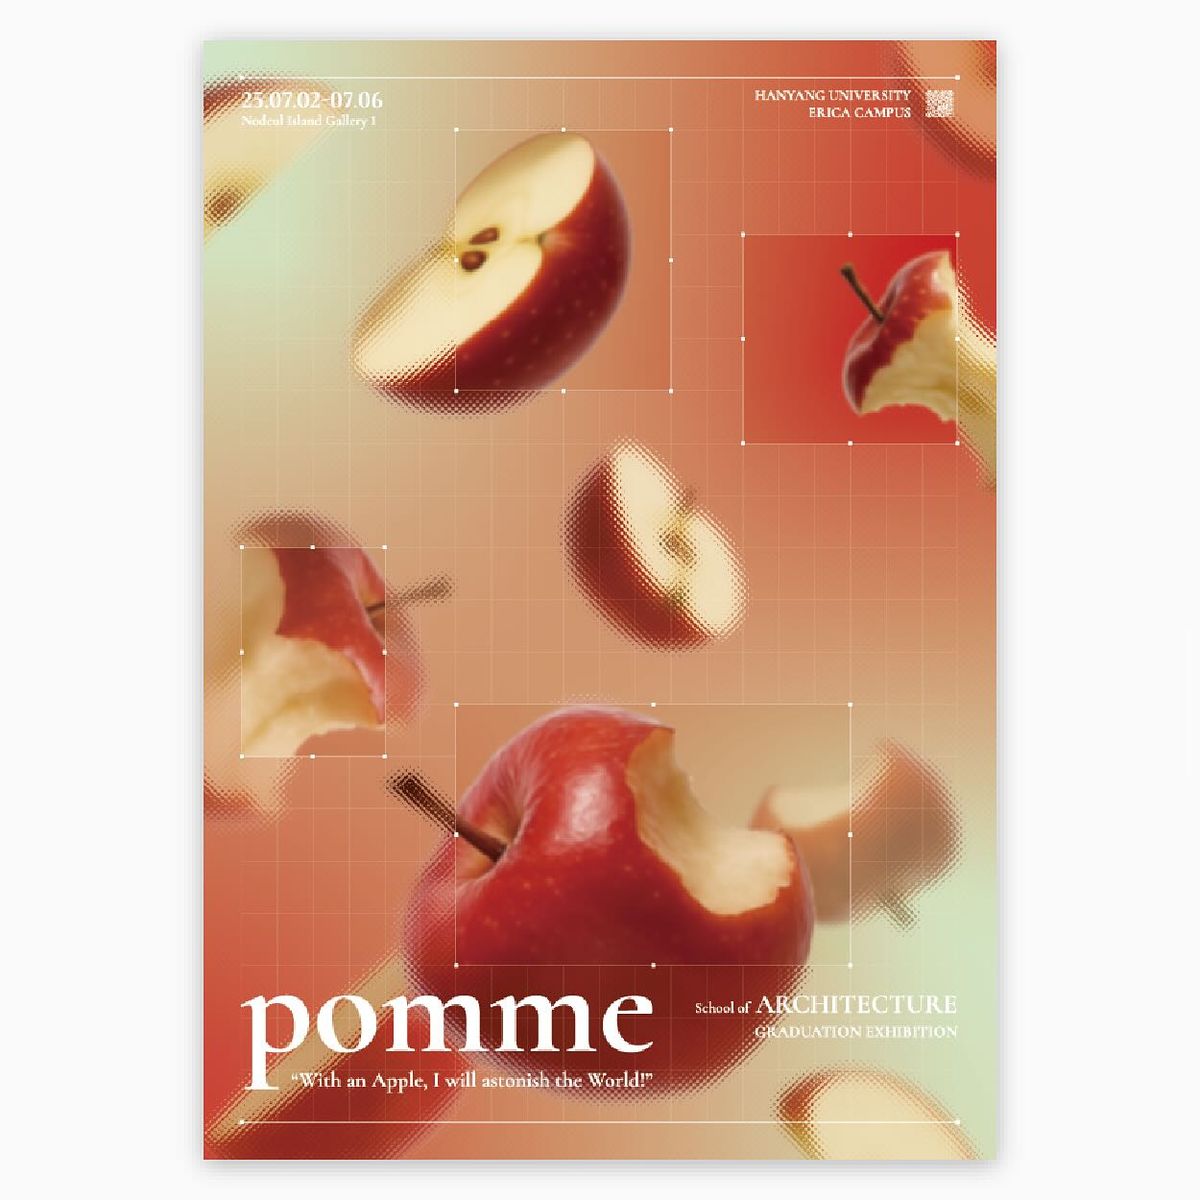 25.07.02-07.06
Nodeul Island Gallery 1
HANYANG UNIVERSITY
ERICA CAMPUS
pomme
“With an Apple, I will astonish the World!”
School of ARCHITECTURE
GRADUATION EXHIBITION